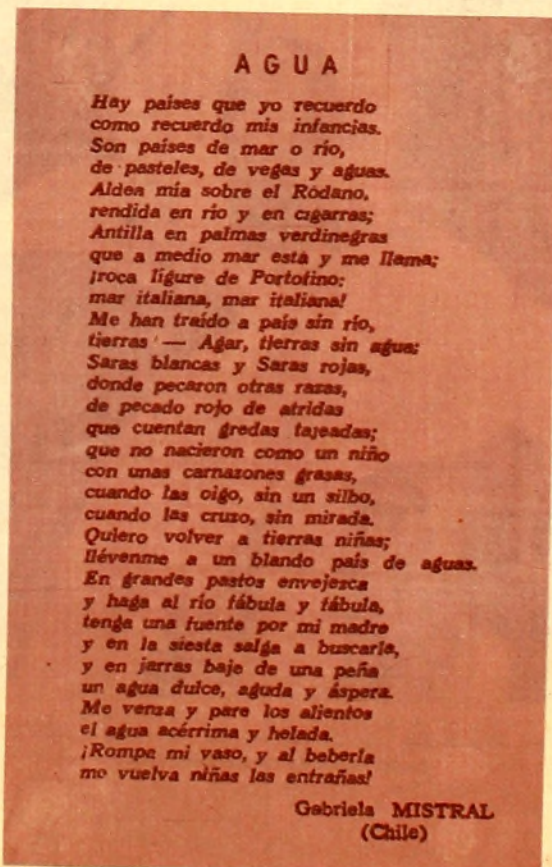 AGUA
Hay países que yo recuerdo
como recuerdo mis infancias.
Son países de mar o río,
de pasteles, de vegas y aguas.
Aldea mía sobre el Ródano,
rendida en río y en cigarras;
Antilla en palmas verdinegras
que a medio mar está y me llama;
¡roca lígure de Portofino:
mar italiana, mar italiana!
Me han traído a país sin río,
tierras — Agar, tierras sin agua;
Saras blancas y Saras rojas,
donde pecaron otras razas,
de pecado rojo de atridas
que cuentan gredas tajeadas;
que no nacieron como un niño
con unas carnazones grasas,
cuando las oigo, sin un silbo,
cuando las cruzo, sin mirada.
Quiero volver a tierras niñas;
llévenme a un blando país de aguas.
En grandes pastos envejezca
y haga al río fábula y fábula,
tenga una fuente por mi madre
y en la siesta salga a buscarla,
y en jarras baje de una peña
un agua dulce, aguda y áspera.
Me venza y pare los alientos
el agua acérrima y helada.
¡Rompa mi vaso, y al beberla
me vuelva niñas las entrañas!
Gabriela MISTRAL
(Chile)